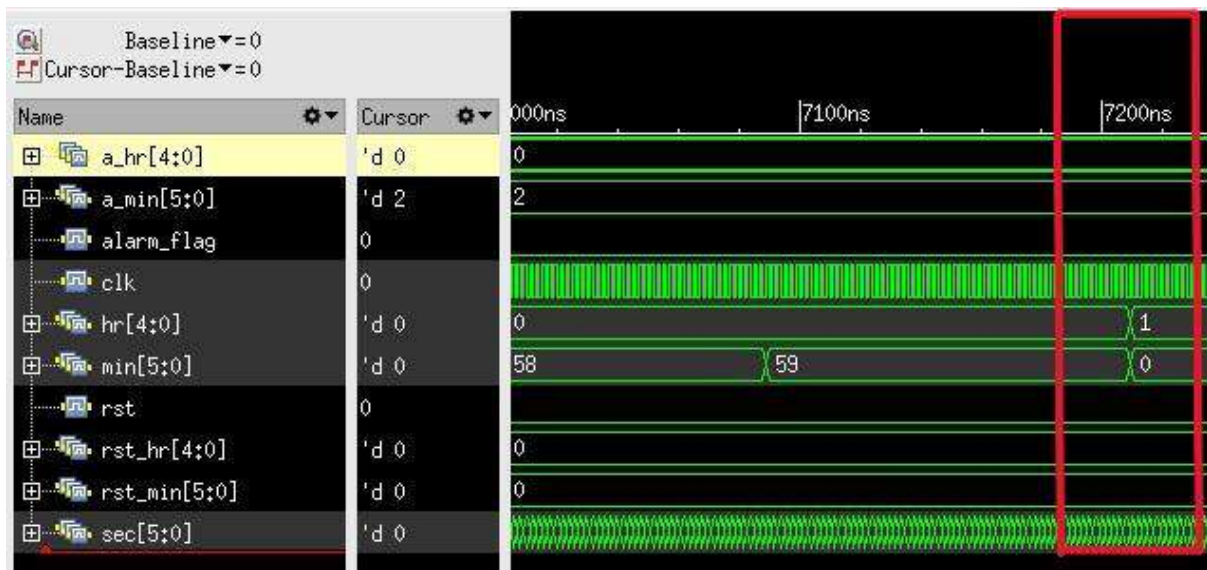 Baseline▼=0
Cursor-Baseline▼=0
Name Cursor 000ns 7100ns 7200ns
a_hr[4:0] 'd 0 0
a_min[5:0] 'd 2 2
alarm_flag 0
clk 0
hr[4:0] 'd 0 0 1
min[5:0] 'd 0 58 59 0
rst 0
rst_hr[4:0] 'd 0 0
rst_min[5:0] 'd 0 0
sec[5:0] 'd 0